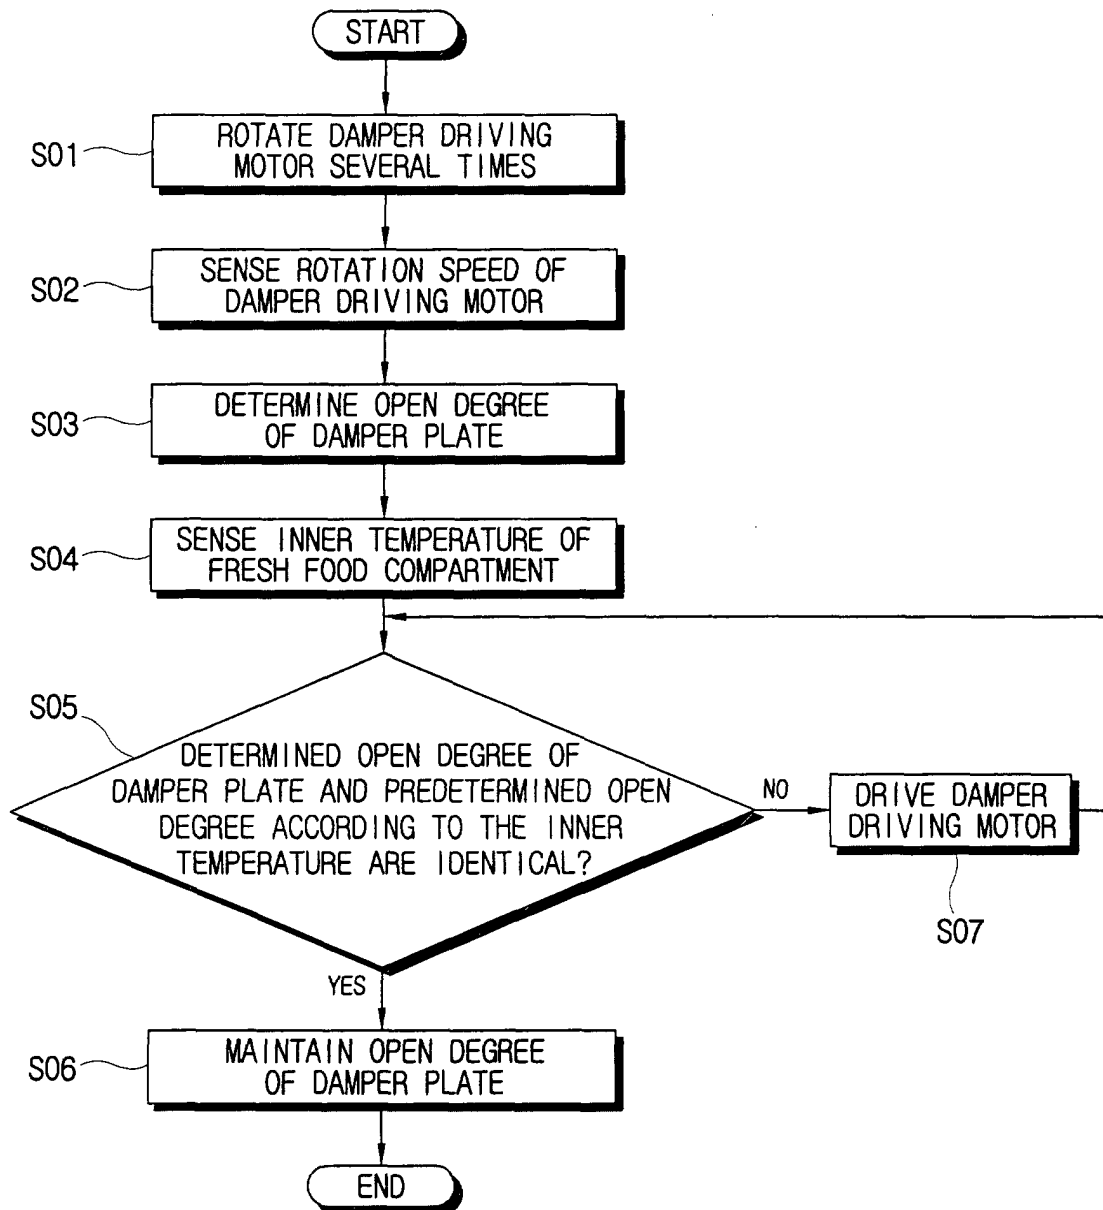 START
S01
ROTATE DAMPER DRIVING
MOTOR SEVERAL TIMES
S02
SENSE ROTATION SPEED OF
DAMPER DRIVING MOTOR
S03
DETERMINE OPEN DEGREE
OF DAMPER PLATE
S04
SENSE INNER TEMPERATURE OF
FRESH FOOD COMPARTMENT
S05
DETERMINED OPEN DEGREE OF
DAMPER PLATE AND PREDETERMINED OPEN
DEGREE ACCORDING TO THE INNER
TEMPERATURE ARE IDENTICAL?
NO
DRIVE DAMPER
DRIVING MOTOR
S07
YES
S06
MAINTAIN OPEN DEGREE
OF DAMPER PLATE
END